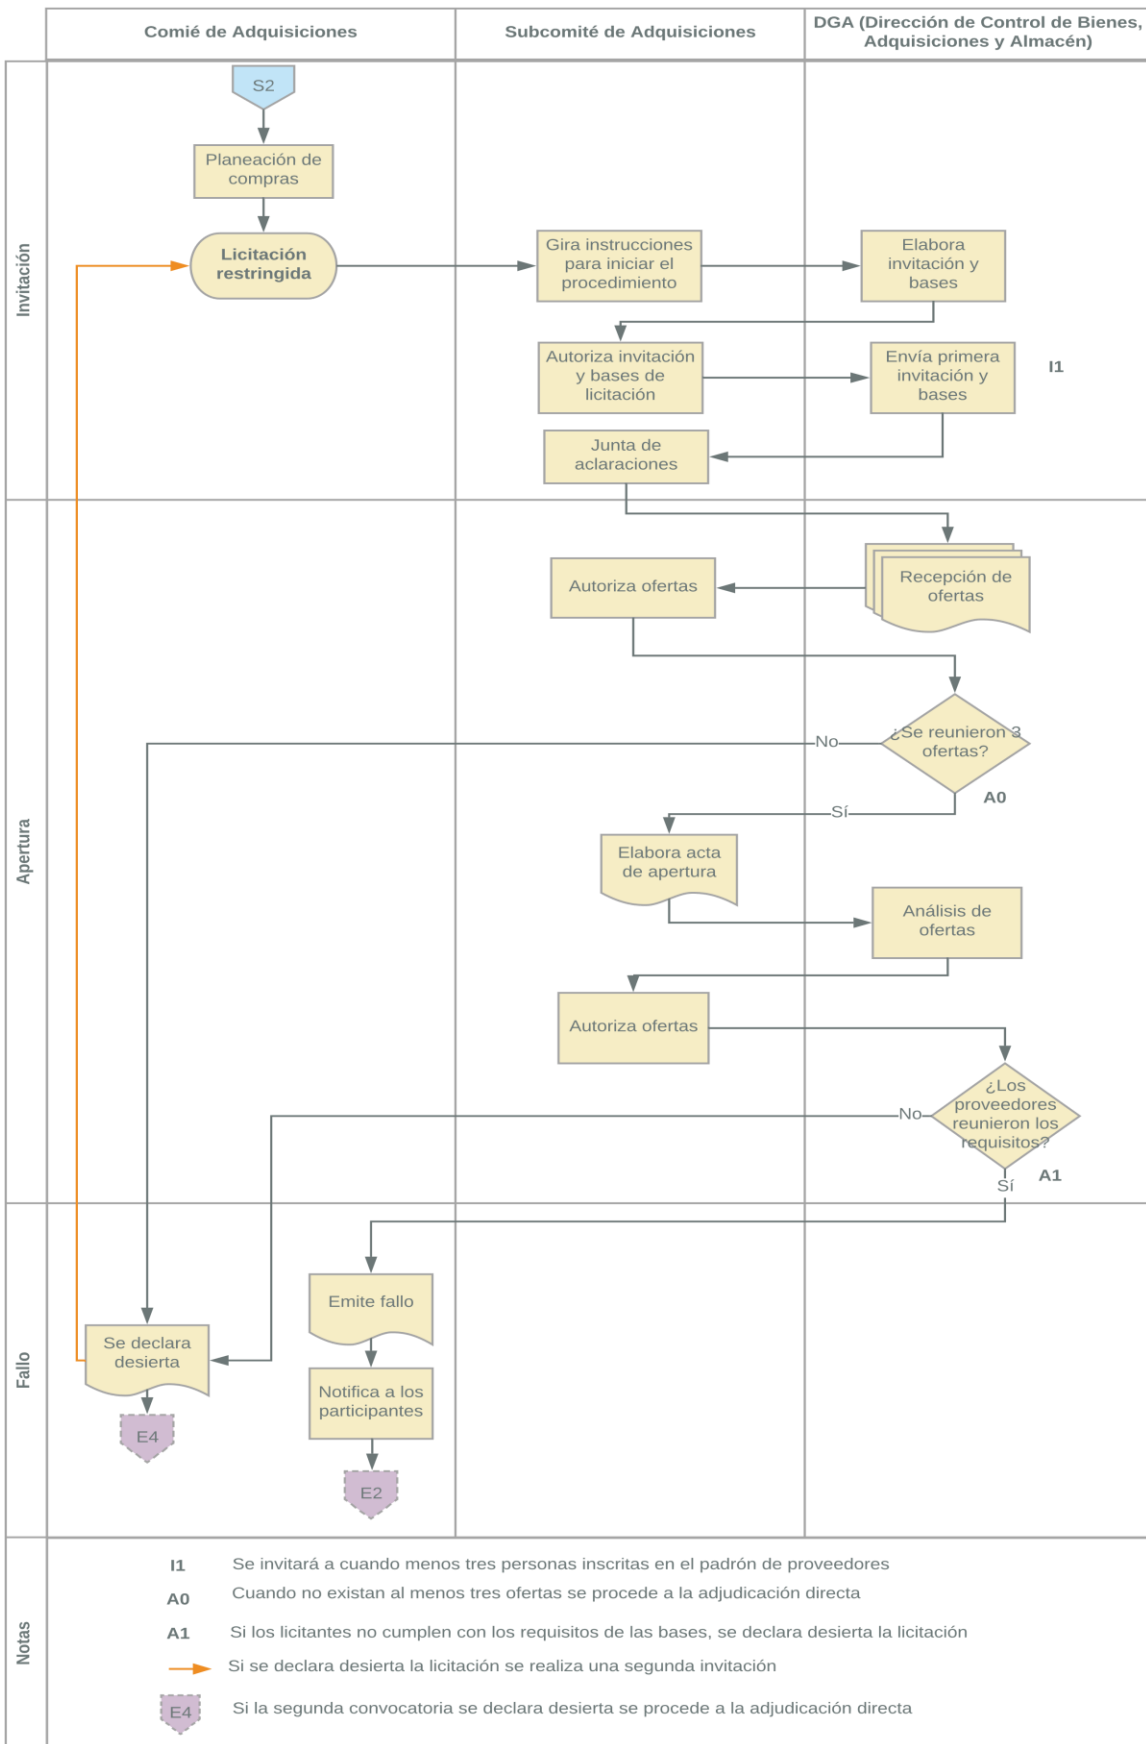 Comié de Adquisiciones
Subcomité de Adquisiciones
DGA (Dirección de Control de Bienes,
Adquisiciones y Almacén)
Invitación
S2
Planeación de
compras
Licitación
restringida
Gira instrucciones
para iniciar el
procedimiento
Elabora
invitación y
bases
Autoriza invitación
y bases de
licitación
Envía primera
invitación y
bases
I1
Junta de
aclaraciones
Apertura
Recepción de
ofertas
Autoriza ofertas
¿Se reunieron 3
ofertas?
No
A0
Sí
Elabora acta
de apertura
Análisis de
ofertas
Autoriza ofertas
¿Los
proveedores
reunieron los
requisitos?
No
A1
Sí
Fallo
Emite fallo
Se declara
desierta
Notifica a los
participantes
E4
E2
Notas
I1 Se invitará a cuando menos tres personas inscritas en el padrón de proveedores
A0 Cuando no existan al menos tres ofertas se procede a la adjudicación directa
A1 Si los licitantes no cumplen con los requisitos de las bases, se declara desierta la licitación
Si se declara desierta la licitación se realiza una segunda invitación
E4 Si la segunda convocatoria se declara desierta se procede a la adjudicación directa